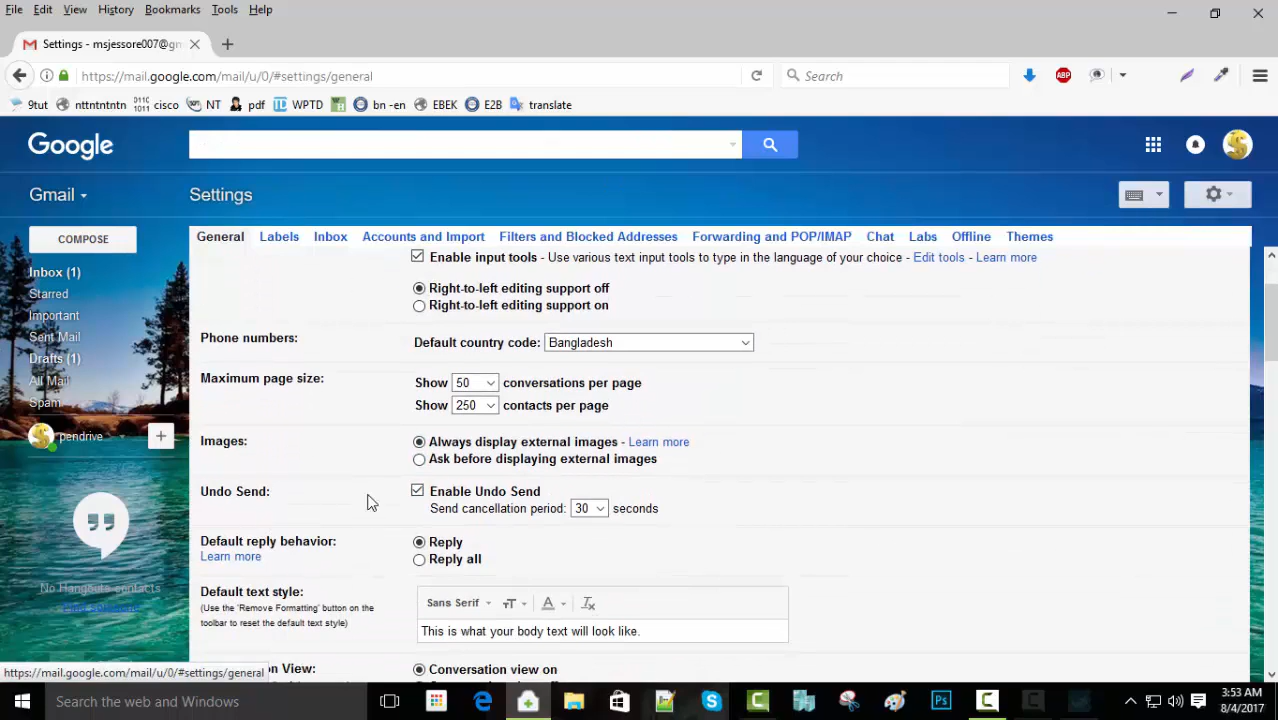 File Edit View History Bookmarks Tools Help
Settings - msjessore007@gm
https://mail.google.com/mail/u/0/#settings/general
Search
ABP
9tut nttntntntn cisco NT pdf WPTD bn -en EBEK E2B translate
Google
Gmail
Settings
COMPOSE
General Labels Inbox Accounts and Import Filters and Blocked Addresses Forwarding and POP/IMAP Chat Labs Offline Themes
Inbox (1)
Starred
Important
Sent Mail
Drafts (1)
All Mail
Spam
pendrive
No Hangouts contacts
Enable input tools - Use various text input tools to type in the language of your choice - Edit tools - Learn more
Right-to-left editing support off
Right-to-left editing support on
Phone numbers: Default country code: Bangladesh
Maximum page size: Show 50 conversations per page
Show 250 contacts per page
Images: Always display external images - Learn more
Ask before displaying external images
Undo Send: Enable Undo Send
Send cancellation period: 30 seconds
Default reply behavior: Reply
Learn more Reply all
Default text style:
(Use the 'Remove Formatting' button on the
toolbar to reset the default text style)
Sans Serif
This is what your body text will look like.
View: Conversation view on
https://mail.google.com/mail/u/0/#settings/general
Search the web and Windows
Ps
3:53 AM
8/4/2017